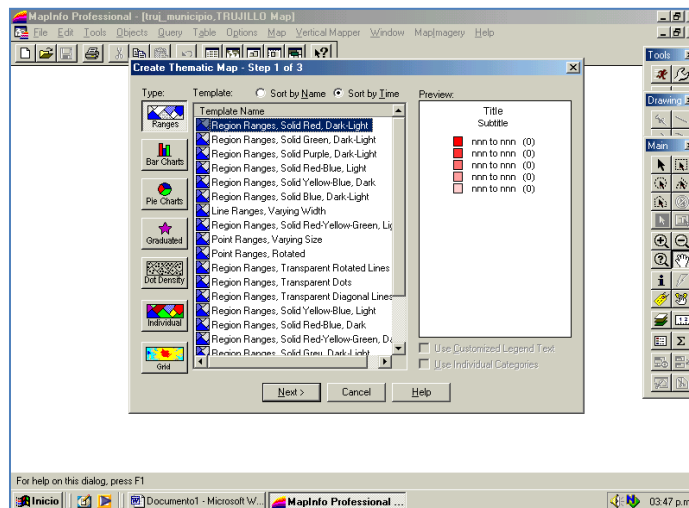 MapInfo Professional - [truj_municipio,TRUJILLO Map]
File Edit Tools Objects Query Table Options Map Vertical Mapper Window MapImagery Help
Tools
Drawing
Main
Create Thematic Map - Step 1 of 3
Type:
Ranges
Bar Charts
Pie Charts
Graduated
Dot Density
Individual
Grid
Template: Sort by Name Sort by Time
Template Name
Region Ranges, Solid Red, Dark-Light
Region Ranges, Solid Green, Dark-Light
Region Ranges, Solid Purple, Dark-Light
Region Ranges, Solid Red-Blue, Light
Region Ranges, Solid Yellow-Blue, Dark
Region Ranges, Solid Blue, Dark-Light
Line Ranges, Varying Width
Region Ranges, Solid Red-Yellow-Green, Lig
Point Ranges, Varying Size
Point Ranges, Rotated
Region Ranges, Transparent Rotated Lines
Region Ranges, Transparent Dots
Region Ranges, Transparent Diagonal Lines
Region Ranges, Solid Yellow-Blue, Light
Region Ranges, Solid Red-Blue, Dark
Region Ranges, Solid Red-Yellow-Green, Da
Region Ranges, Solid Grey, Dark-Light
Preview:
Title
Subtitle
nnn to nnn (0)
nnn to nnn (0)
nnn to nnn (0)
nnn to nnn (0)
nnn to nnn (0)
Use Customized Legend Text
Use Individual Categories
Next > Cancel Help
For help on this dialog, press F1
Inicio Documento1 - Microsoft W... MapInfo Professional ... 03:47 p.m